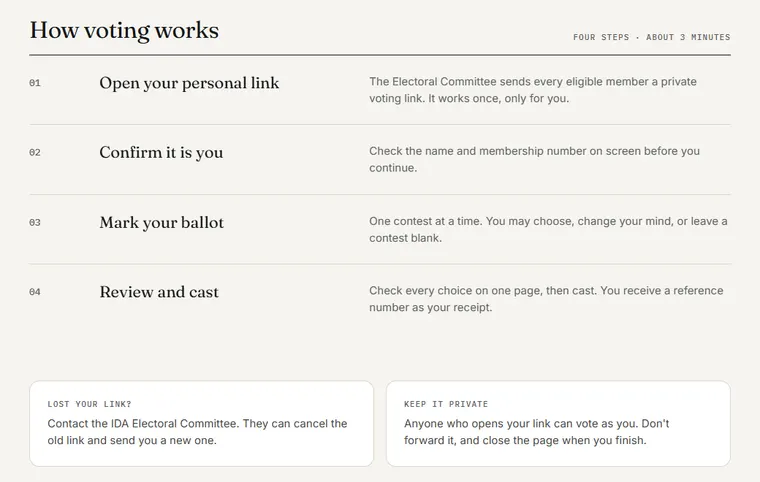 How voting works
FOUR STEPS · ABOUT 3 MINUTES
01
Open your personal link
The Electoral Committee sends every eligible member a private
voting link. It works once, only for you.
02
Confirm it is you
Check the name and membership number on screen before you
continue.
03
Mark your ballot
One contest at a time. You may choose, change your mind, or leave a
contest blank.
04
Review and cast
Check every choice on one page, then cast. You receive a reference
number as your receipt.
LOST YOUR LINK?
Contact the IDA Electoral Committee. They can cancel the
old link and send you a new one.
KEEP IT PRIVATE
Anyone who opens your link can vote as you. Don't
forward it, and close the page when you finish.